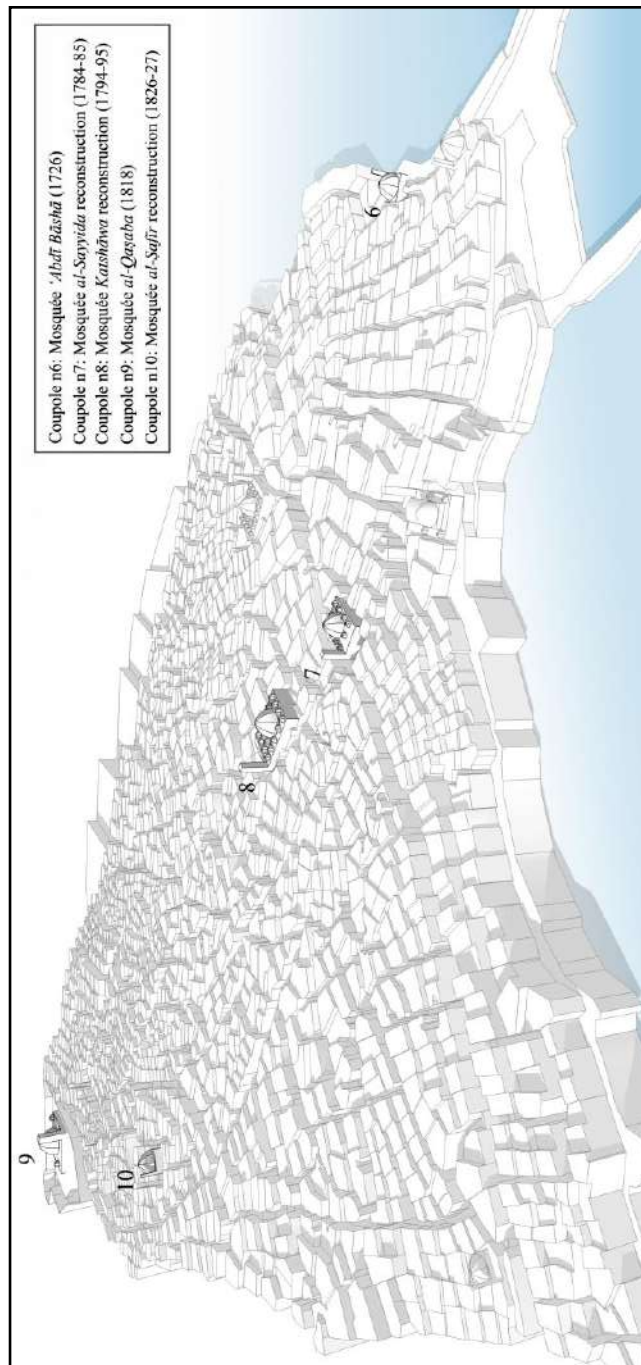 Coupole n6: Mosquée ʿAbdī Bāshā (1726)
Coupole n7: Mosquée al-Sayyida reconstruction (1784-85)
Coupole n8: Mosquée Katshāwa reconstruction (1794-95)
Coupole n9: Mosquée al-Qaṣaba (1818)
Coupole n10: Mosquée al-Safīr reconstruction (1826-27)
9
10
8
7
6